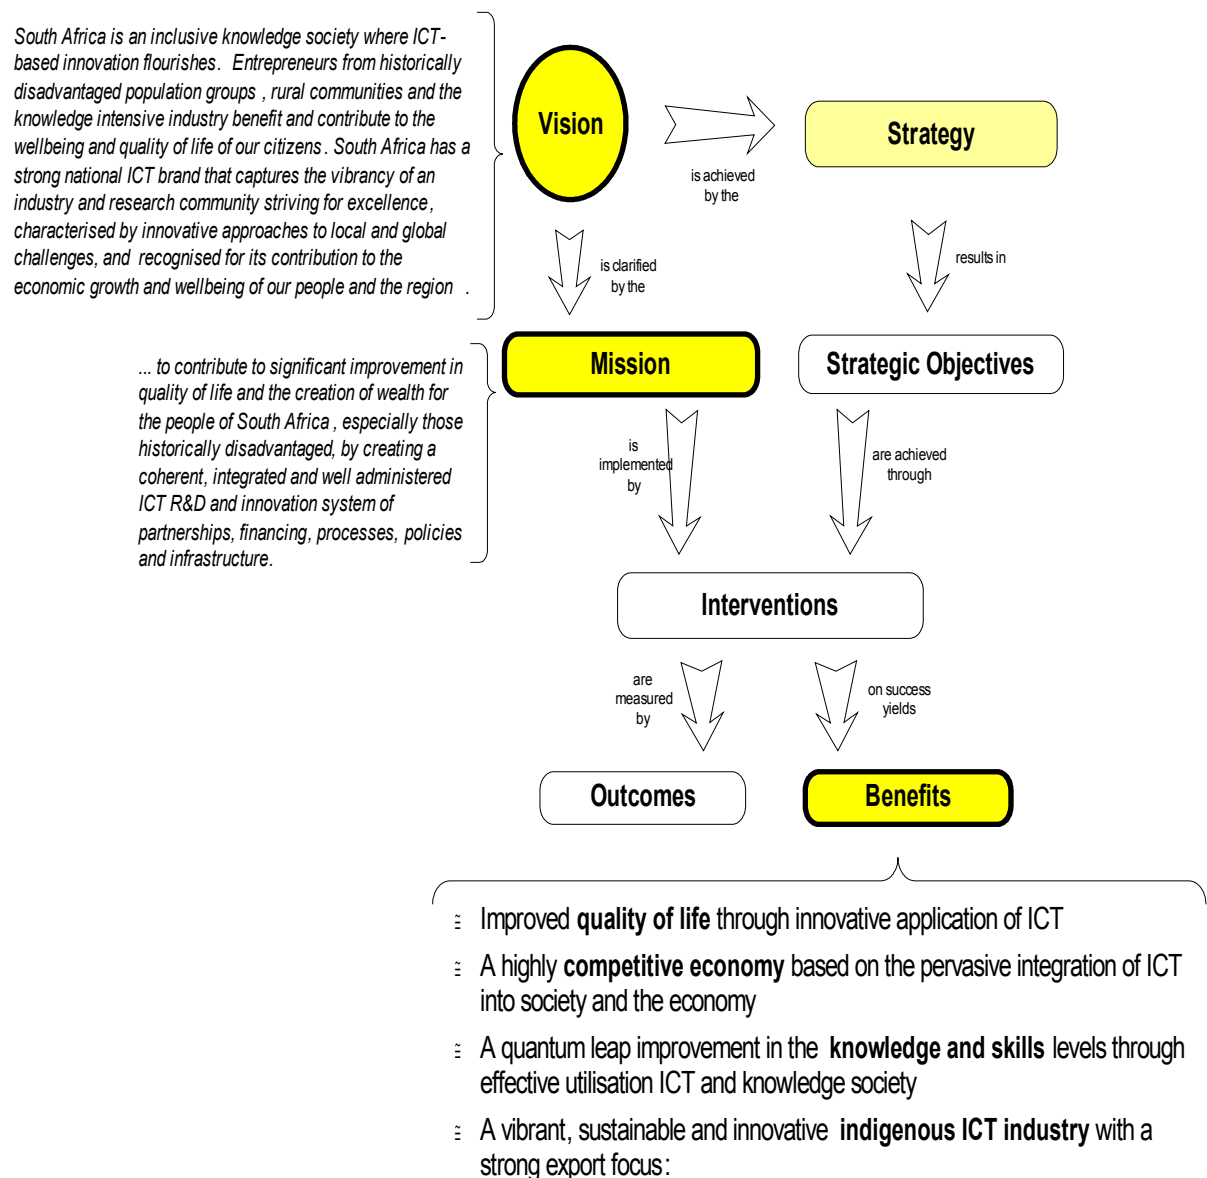 South Africa is an inclusive knowledge society where ICT-
based innovation flourishes. Entrepreneurs from historically
disadvantaged population groups , rural communities and the
knowledge intensive industry benefit and contribute to the
wellbeing and quality of life of our citizens. South Africa has a
strong national ICT brand that captures the vibrancy of an
industry and research community striving for excellence,
characterised by innovative approaches to local and global
challenges, and recognised for its contribution to the
economic growth and wellbeing of our people and the region .
Vision
is achieved
by the
Strategy
is clarified
by the
results in
... to contribute to significant improvement in
quality of life and the creation of wealth for
the people of South Africa , especially those
historically disadvantaged, by creating a
coherent, integrated and well administered
ICT R&D and innovation system of
partnerships, financing, processes, policies
and infrastructure.
Mission
Strategic Objectives
is
implemented
by
are achieved
through
Interventions
are
measured
by
on success
yields
Outcomes
Benefits
Improved quality of life through innovative application of ICT
A highly competitive economy based on the pervasive integration of ICT
into society and the economy
A quantum leap improvement in the knowledge and skills levels through
effective utilisation ICT and knowledge society
A vibrant, sustainable and innovative indigenous ICT industry with a
strong export focus: